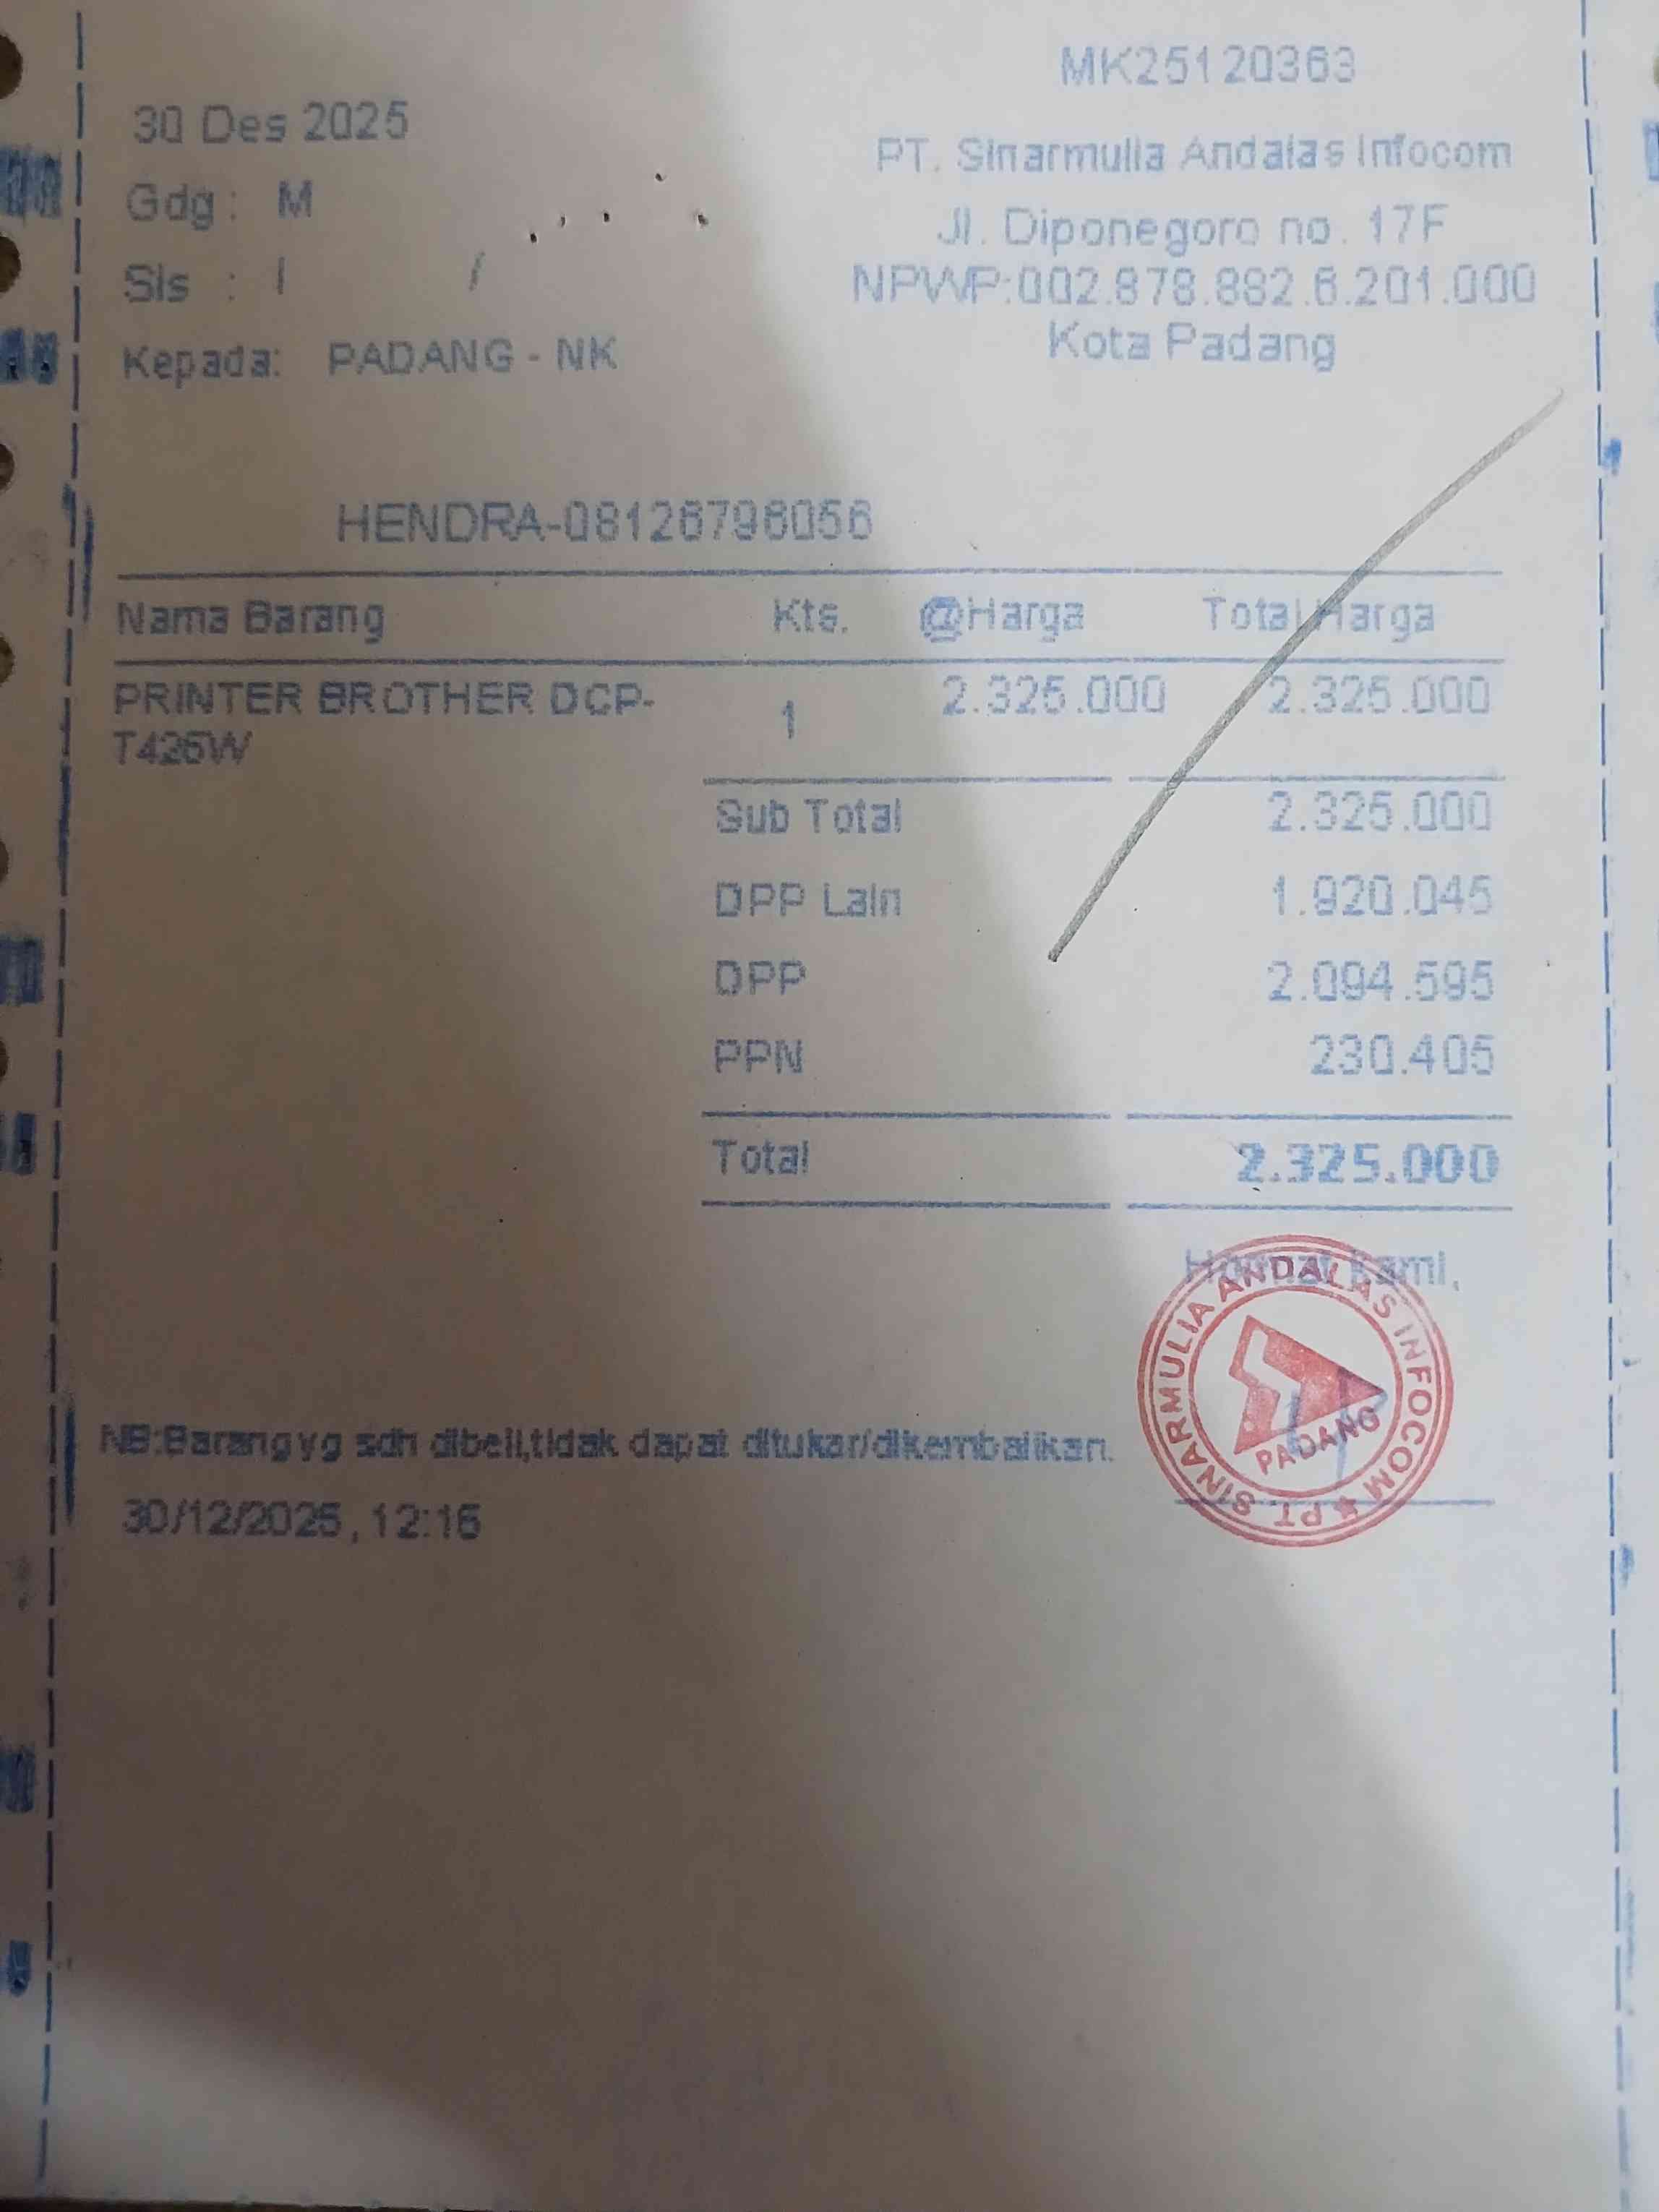 MK25120363
30 Des 2025
PT. Sinarmulia Andalas Infocom
Gdg : M
Jl. Diponegoro no. 17F
Sls : / /
NPWP:002.878.882.6.201.000
Kepada: PADANG - NK
Kota Padang
HENDRA-08126796056
Nama Barang Kts. @Harga Total Harga
PRINTER BROTHER DCP-
T426W
1 2.325.000 2.325.000
Sub Total 2.325.000
DPP Lain 1.920.045
DPP 2.094.595
PPN 230.405
Total 2.325.000
Hormat Kami,
PT. SINARMULIA ANDALAS INFOCOM
PADANG
NB:Barang yg sdh dibeli,tidak dapat ditukar/dikembalikan.
30/12/2025, 12:16